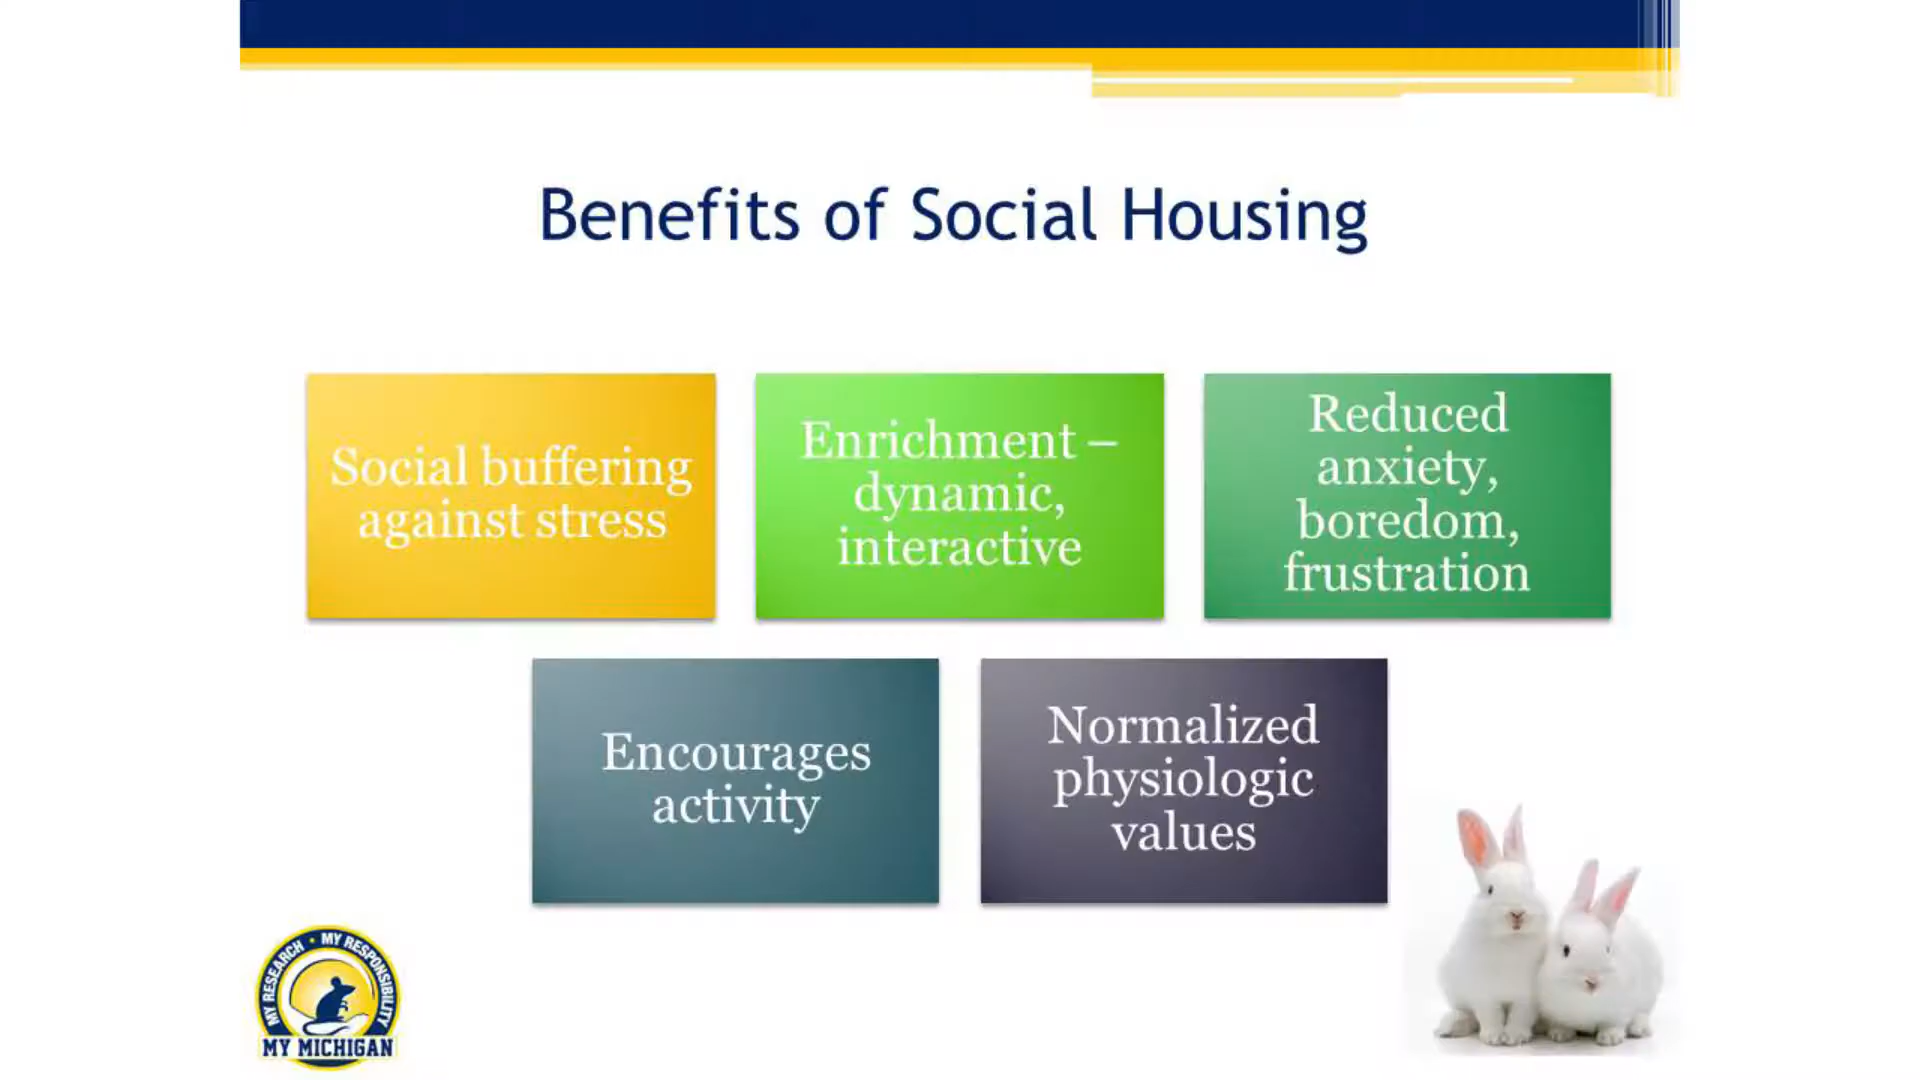 Benefits of Social Housing
Social buffering
against stress
Enrichment –
dynamic,
interactive
Reduced
anxiety,
boredom,
frustration
Encourages
activity
Normalized
physiologic
values
MY RESEARCH • MY RESPONSIBILITY
MY MICHIGAN